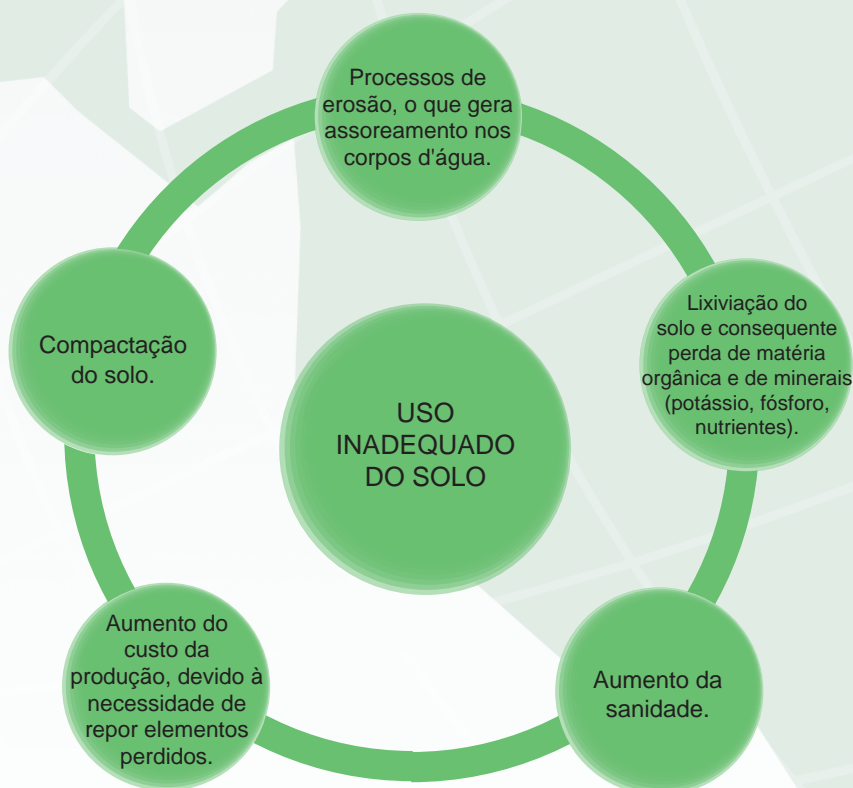 Processos de
erosão, o que gera
assoreamento nos
corpos d'água.
Lixiviação do
solo e consequente
perda de matéria
orgânica e de minerais
(potássio, fósforo,
nutrientes).
Aumento da
sanidade.
Aumento do
custo da
produção, devido à
necessidade de
repor elementos
perdidos.
Compactação
do solo.
USO
INADEQUADO
DO SOLO